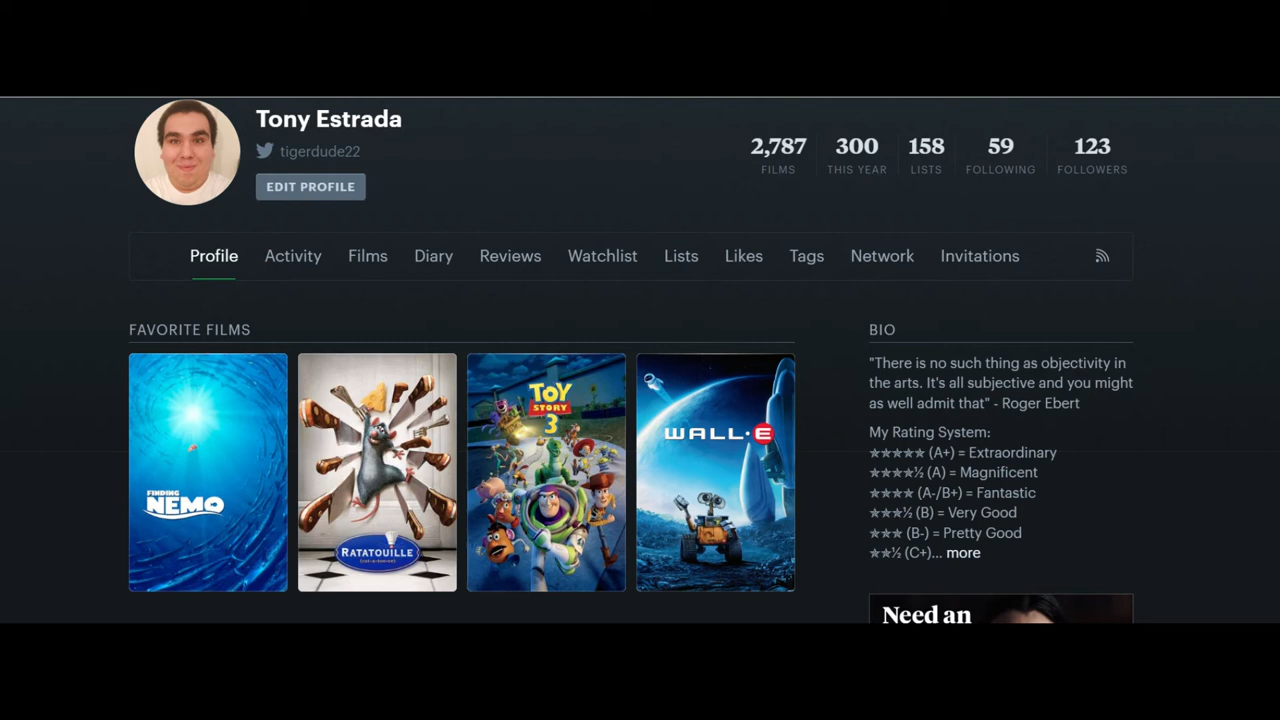 Tony Estrada
tigerdude22
EDIT PROFILE
2,787 300 158 59 123
FILMS THIS YEAR LISTS FOLLOWING FOLLOWERS
Profile Activity Films Diary Reviews Watchlist Lists Likes Tags Network Invitations
FAVORITE FILMS
FINDING
NEMO
RATATOUILLE
TOY
STORY
3
WALL·E
BIO
"There is no such thing as objectivity in
the arts. It's all subjective and you might
as well admit that" - Roger Ebert
My Rating System:
★★★★★ (A+) = Extraordinary
★★★★½ (A) = Magnificent
★★★★ (A-/B+) = Fantastic
★★★½ (B) = Very Good
★★★ (B-) = Pretty Good
★★½ (C+)... more
Need an